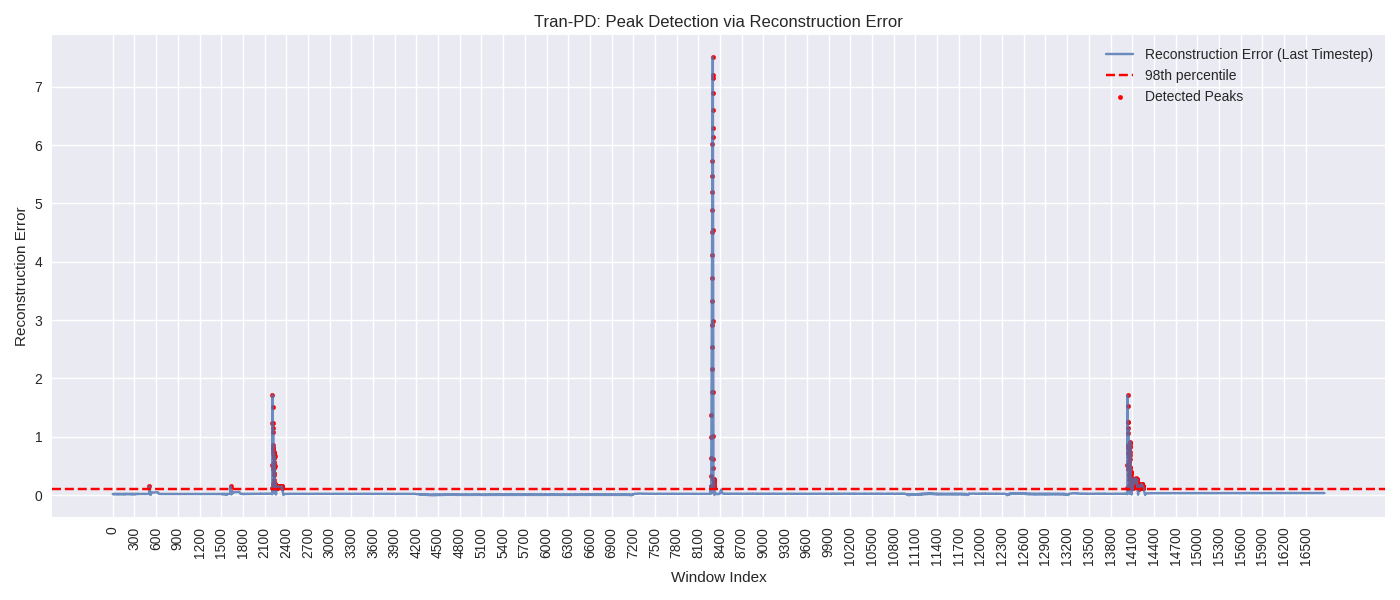 Tran-PD: Peak Detection via Reconstruction Error
Reconstruction Error (Last Timestep)
98th percentile
Detected Peaks
Reconstruction Error
7
6
5
4
3
2
1
0
0 300 600 900 1200 1500 1800 2100 2400 2700 3000 3300 3600 3900 4200 4500 4800 5100 5400 5700 6000 6300 6600 6900 7200 7500 7800 8100 8400 8700 9000 9300 9600 9900 10200 10500 10800 11100 11400 11700 12000 12300 12600 12900 13200 13500 13800 14100 14400 14700 15000 15300 15600 15900 16200 16500
Window Index